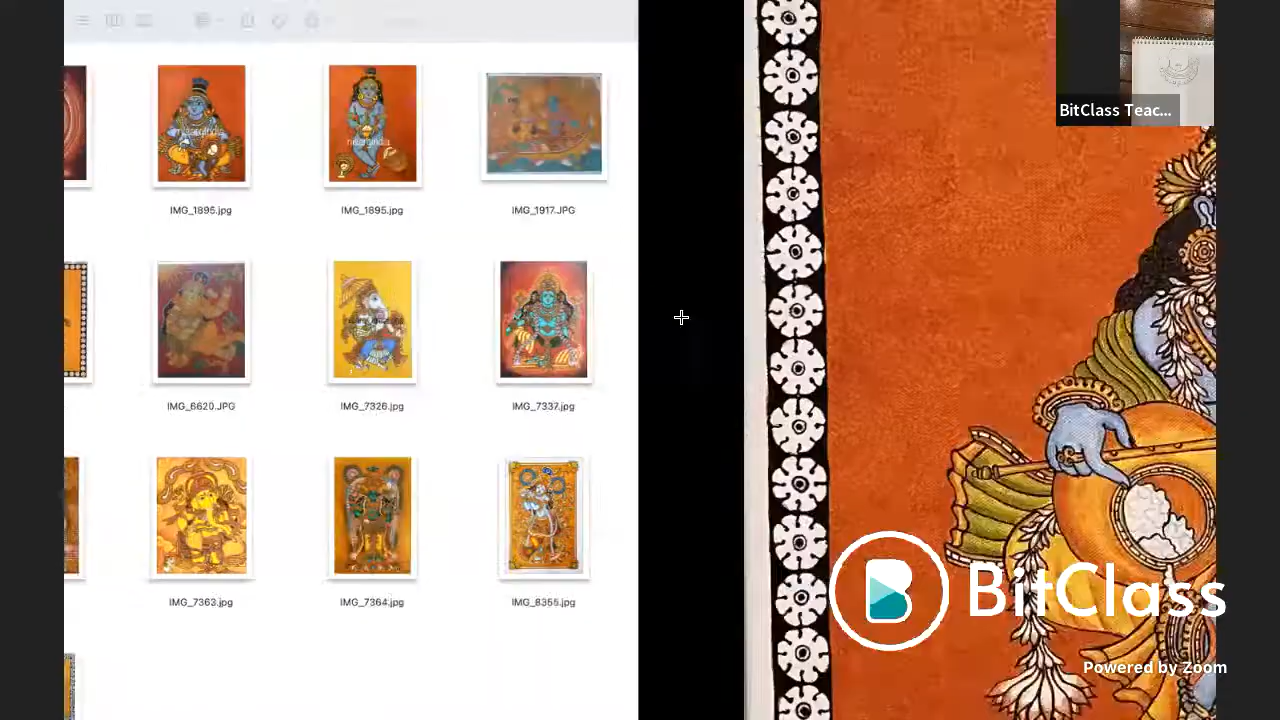 BitClass Teac...
IMG_1895.jpg
IMG_1895.jpg
IMG_1917.JPG
IMG_6620.JPG
IMG_7326.jpg
IMG_7337.jpg
IMG_7363.jpg
IMG_7364.jpg
IMG_8355.jpg
BitClass
Powered by Zoom